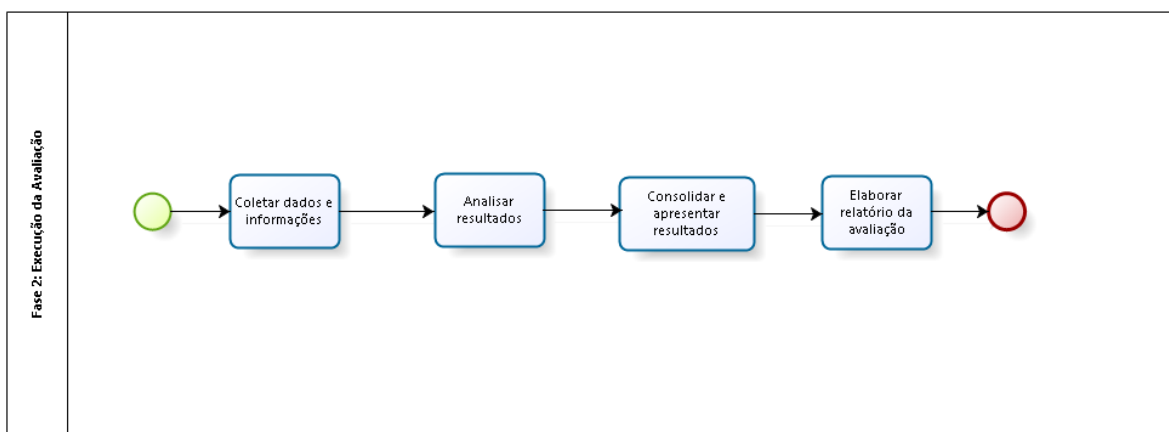 Fase 2: Execução da Avaliação
Coletar dados e
informações
Analisar
resultados
Consolidar e
apresentar
resultados
Elaborar
relatório da
avaliação